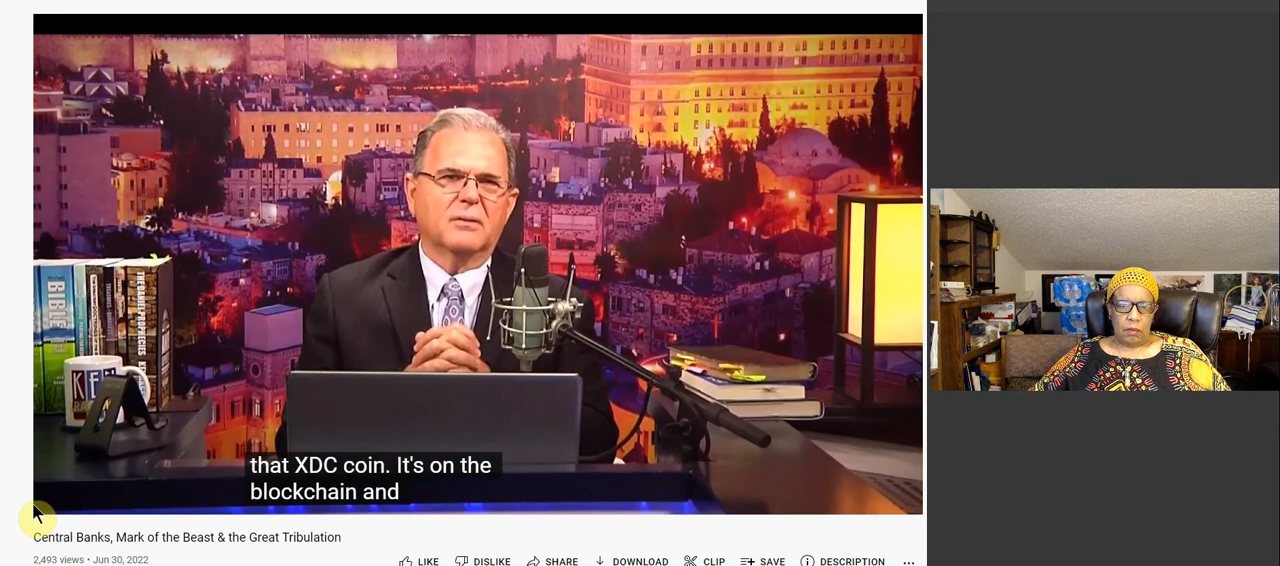 BIBLE
that XDC coin. It's on the
blockchain and
Central Banks, Mark of the Beast & the Great Tribulation
2,493 views • Jun 30, 2022
LIKE
DISLIKE
SHARE
DOWNLOAD
CLIP
SAVE
DESCRIPTION